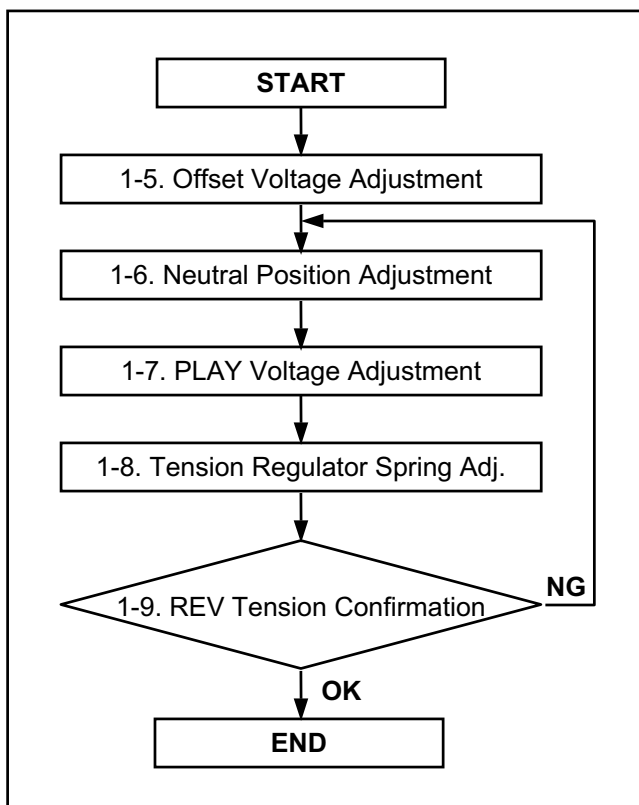 START
1-5. Offset Voltage Adjustment
1-6. Neutral Position Adjustment
1-7. PLAY Voltage Adjustment
1-8. Tension Regulator Spring Adj.
1-9. REV Tension Confirmation
NG
OK
END